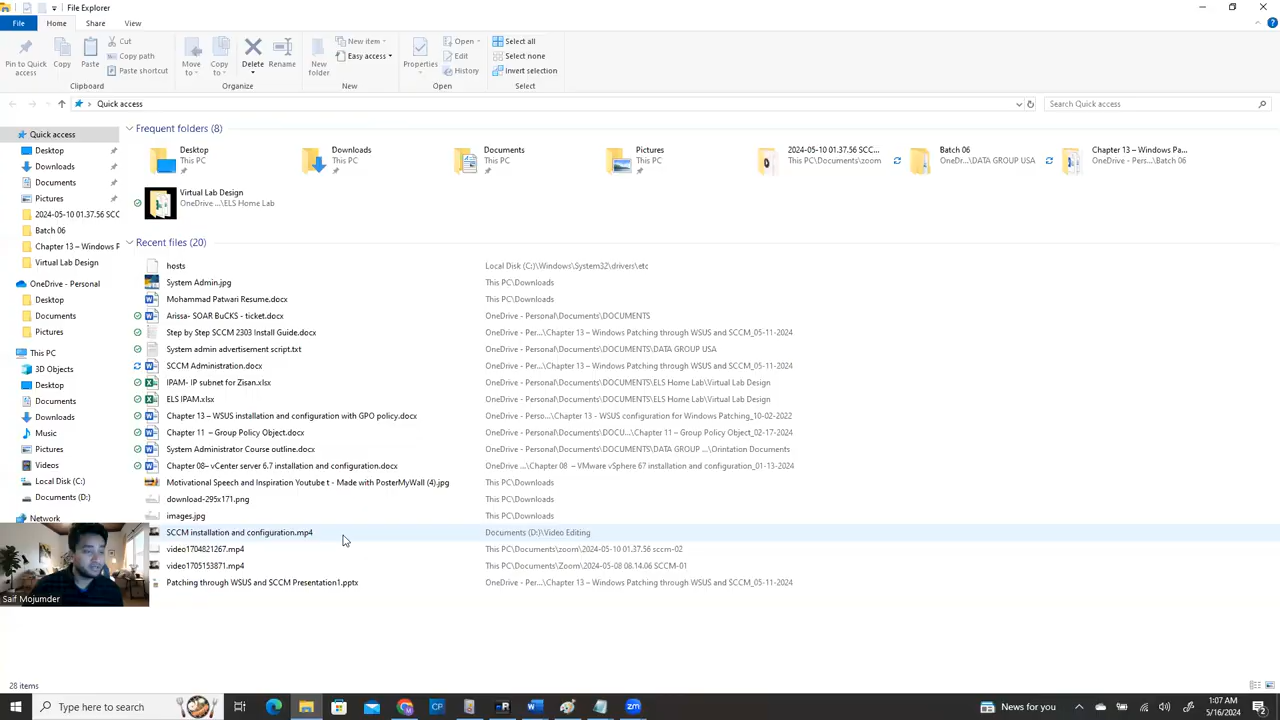 File Explorer
File Home Share View
Pin to Quick access
Copy
Paste
Cut
Copy path
Paste shortcut
Clipboard
Move to
Copy to
Delete
Rename
Organize
New folder
New item
Easy access
New
Properties
Open
Edit
History
Open
Select all
Select none
Invert selection
Select
Quick access
Search Quick access
Quick access
Desktop
Downloads
Documents
Pictures
2024-05-10 01.37.56 SCC
Batch 06
Chapter 13 – Windows P
Virtual Lab Design
OneDrive - Personal
Desktop
Documents
Pictures
This PC
3D Objects
Desktop
Documents
Downloads
Music
Pictures
Videos
Local Disk (C:)
Documents (D:)
Network
Frequent folders (8)
Desktop
This PC
Downloads
This PC
Documents
This PC
Pictures
This PC
2024-05-10 01.37.56 SCC...
This PC\Documents\zoom
Batch 06
OneDr...\DATA GROUP USA
Chapter 13 – Windows Pa...
OneDrive - Pers...\Batch 06
Virtual Lab Design
OneDrive ...\ELS Home Lab
Recent files (20)
hosts Local Disk (C:)\Windows\System32\drivers\etc
System Admin.jpg This PC\Downloads
Mohammad Patwari Resume.docx This PC\Downloads
Arissa- SOAR BuCKS - ticket.docx OneDrive - Personal\Documents\DOCUMENTS
Step by Step SCCM 2303 Install Guide.docx OneDrive - Per...\Chapter 13 – Windows Patching through WSUS and SCCM_05-11-2024
System admin advertisement script.txt OneDrive - Personal\Documents\DOCUMENTS\DATA GROUP USA
SCCM Administration.docx OneDrive - Per...\Chapter 13 – Windows Patching through WSUS and SCCM_05-11-2024
IPAM- IP subnet for Zisan.xlsx OneDrive - Personal\Documents\DOCUMENTS\ELS Home Lab\Virtual Lab Design
ELS IPAM.xlsx OneDrive - Personal\Documents\DOCUMENTS\ELS Home Lab\Virtual Lab Design
Chapter 13 – WSUS installation and configuration with GPO policy.docx OneDrive - Perso...\Chapter 13 - WSUS configuration for Windows Patching_10-02-2022
Chapter 11 – Group Policy Object.docx OneDrive - Personal\Documents\DOCU...\Chapter 11 – Group Policy Object_02-17-2024
System Administrator Course outline.docx OneDrive - Personal\Documents\DOCUMENTS\DATA GROUP ...\Orintation Documents
Chapter 08– vCenter server 6.7 installation and configuration.docx OneDrive ...\Chapter 08 – VMware vSphere 67 installation and configuration_01-13-2024
Motivational Speech and Inspiration Youtube t - Made with PosterMyWall (4).jpg This PC\Downloads
download-295x171.png This PC\Downloads
images.jpg This PC\Downloads
SCCM installation and configuration.mp4 Documents (D:)\Video Editing
video1704821267.mp4 This PC\Documents\zoom\2024-05-10 01.37.56 sccm-02
video1705153871.mp4 This PC\Documents\Zoom\2024-05-08 08.14.06 SCCM-01
Patching through WSUS and SCCM Presentation1.pptx OneDrive - Per...\Chapter 13 – Windows Patching through WSUS and SCCM_05-11-2024
Saif Mojumder
28 items
Type here to search
CP
zm
News for you
1:07 AM
5/16/2024